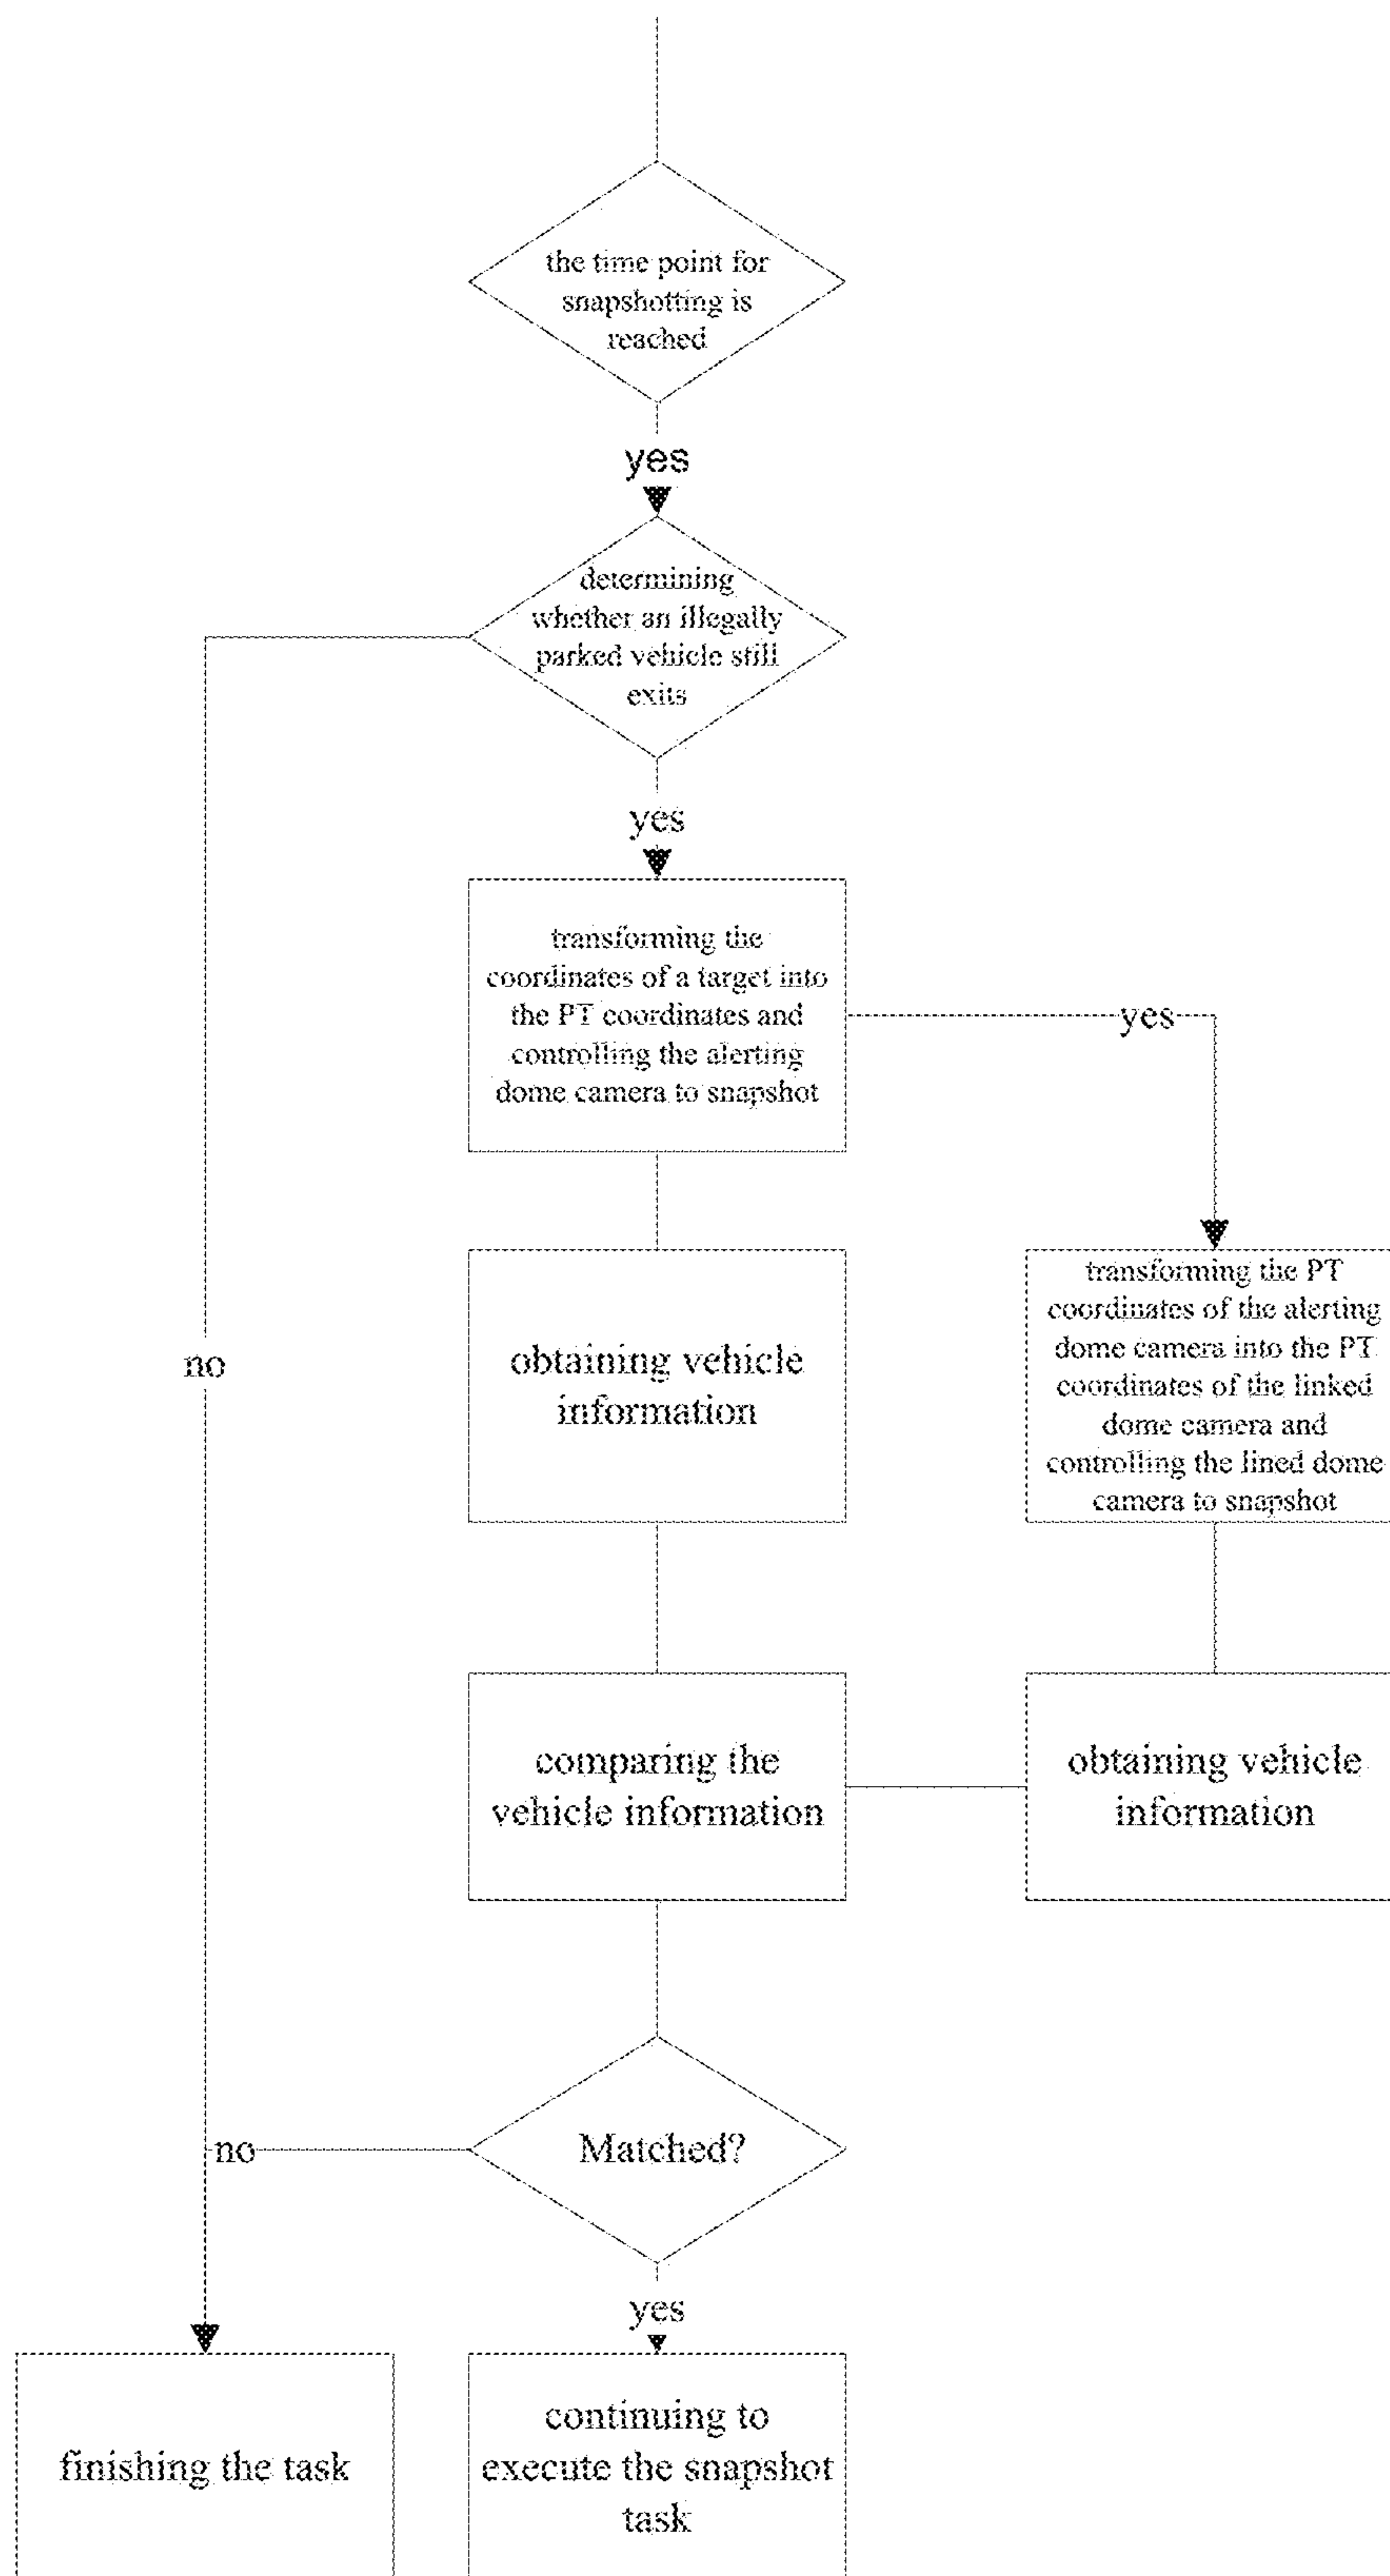 the time point for
snapshotting is
reached
yes
determining
whether an illegally
parked vehicle still
exits
yes
transforming the
coordinates of a target into
the PT coordinates and
controlling the alerting
dome camera to snapshot
yes
transforming the PT
coordinates of the alerting
dome camera into the PT
coordinates of the linked
dome camera and
controlling the lined dome
camera to snapshot
no
obtaining vehicle
information
comparing the
vehicle information
obtaining vehicle
information
no
Matched?
yes
finishing the task
continuing to
execute the snapshot
task